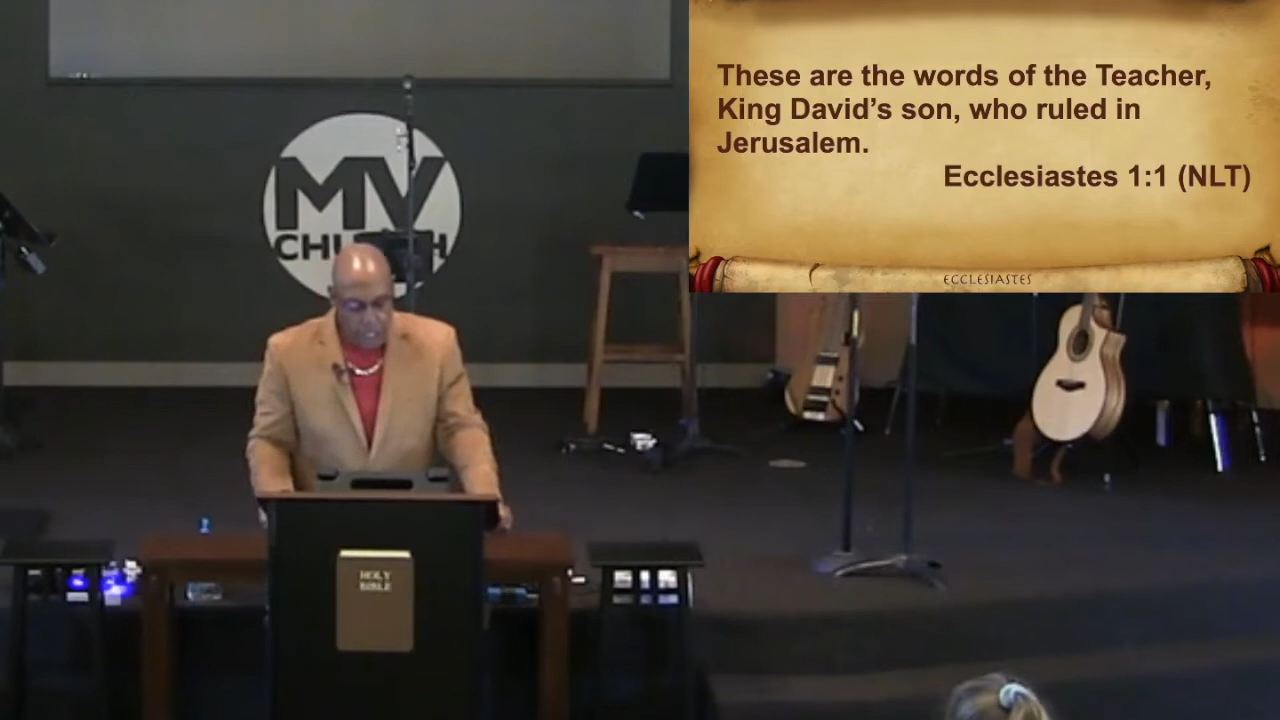 These are the words of the Teacher,
King David’s son, who ruled in
Jerusalem.
Ecclesiastes 1:1 (NLT)
ECCLESIASTES
MV
HOLY
BIBLE